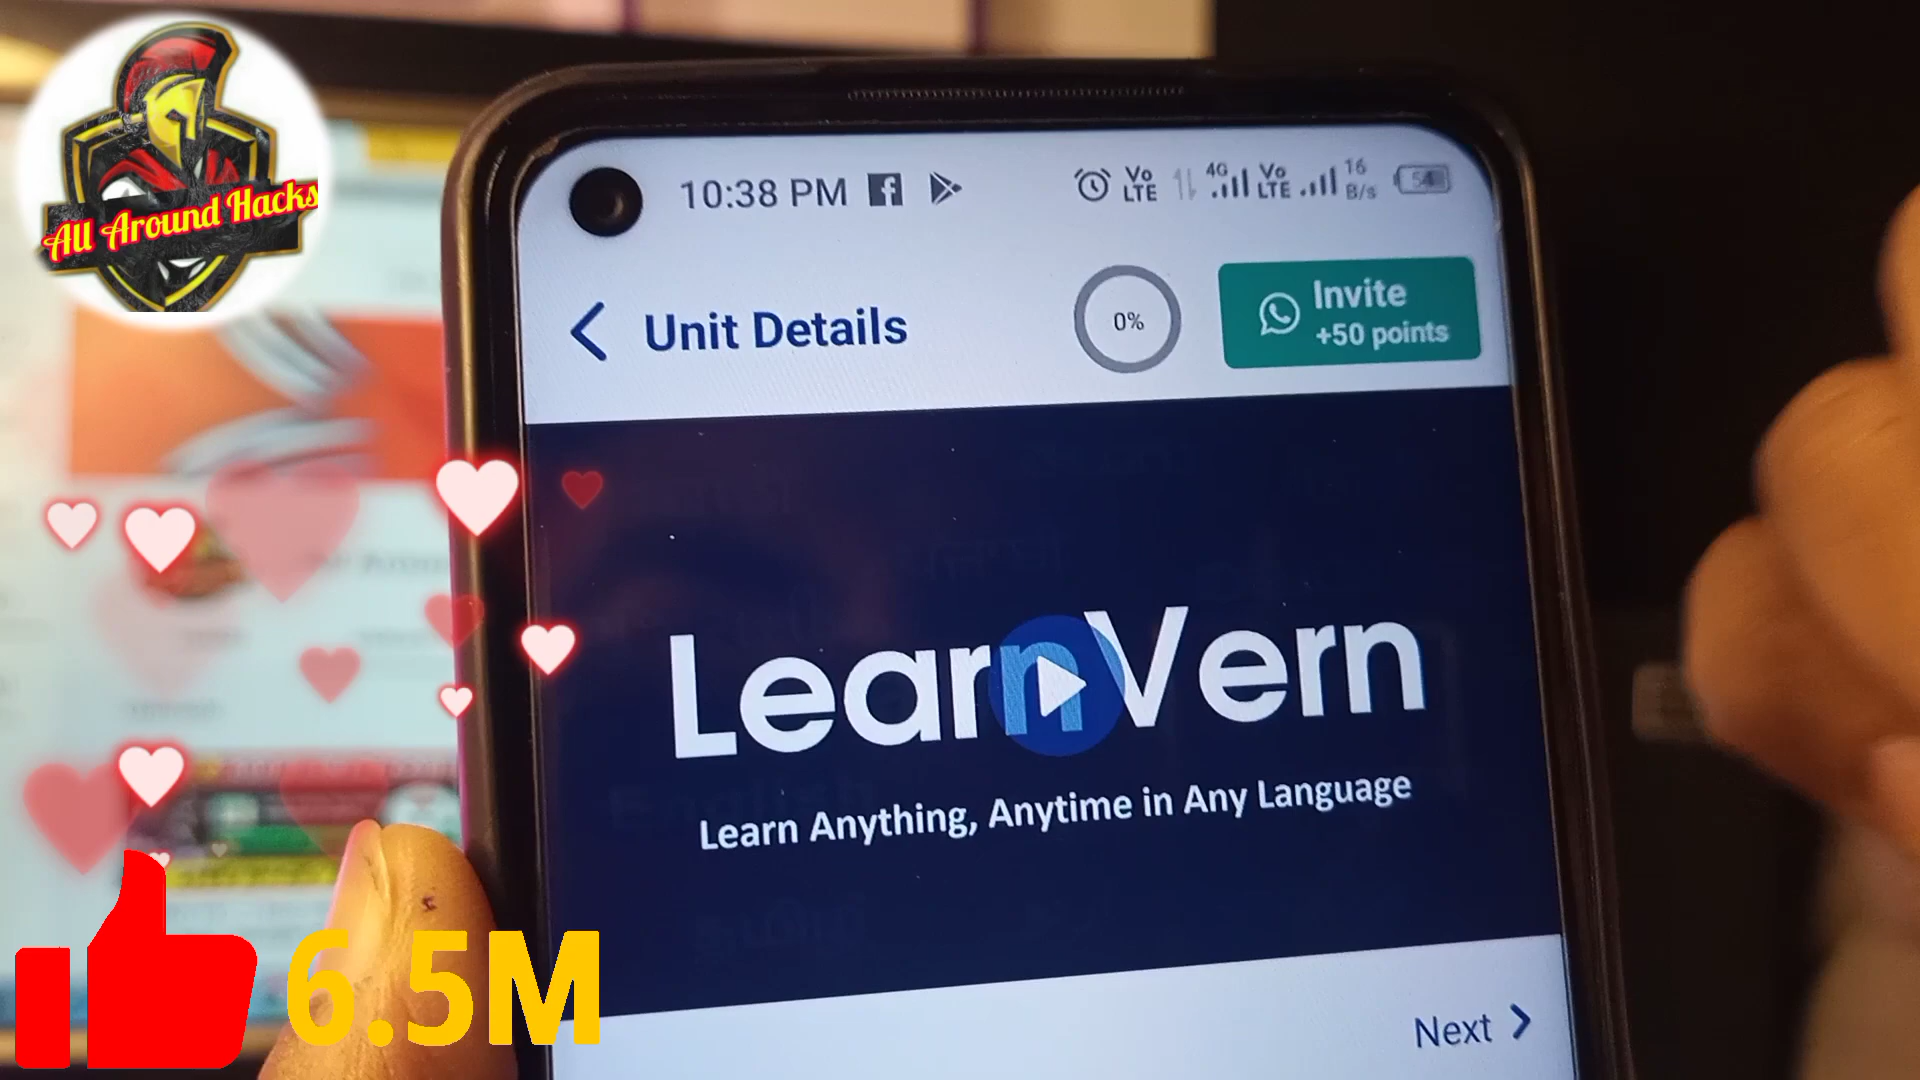 All Around Hacks
10:38 PM
Vo
LTE
4G
Vo
LTE
16
B/s
54
Unit Details
0%
Invite
+50 points
LearnVern
Learn Anything, Anytime in Any Language
Next
6.5M